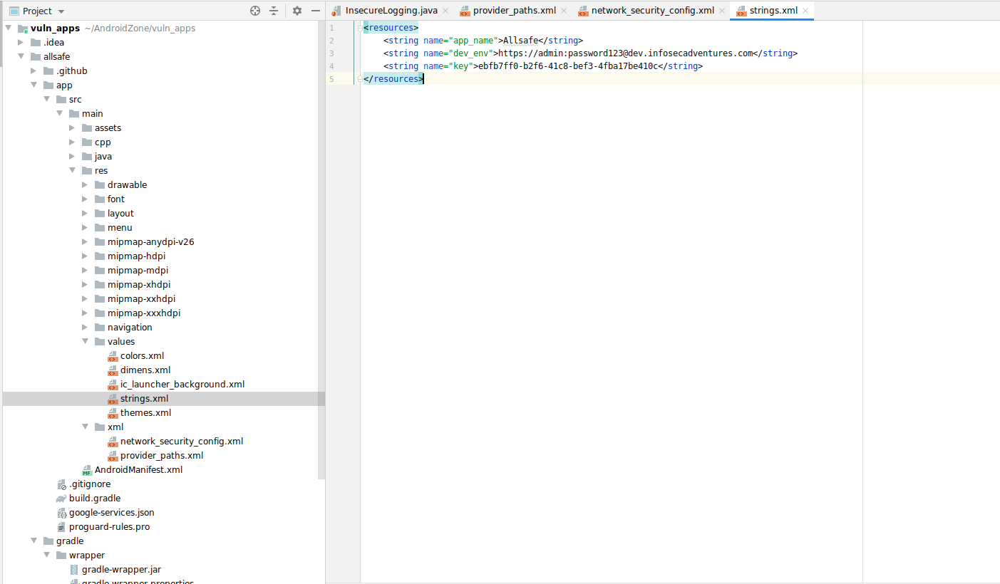 Project
vuln_apps ~/AndroidZone/vuln_apps
.idea
allsafe
.github
app
src
main
assets
cpp
java
res
drawable
font
layout
menu
mipmap-anydpi-v26
mipmap-hdpi
mipmap-mdpi
mipmap-xhdpi
mipmap-xxhdpi
mipmap-xxxhdpi
navigation
values
colors.xml
dimens.xml
ic_launcher_background.xml
strings.xml
themes.xml
xml
network_security_config.xml
provider_paths.xml
AndroidManifest.xml
.gitignore
build.gradle
google-services.json
proguard-rules.pro
gradle
wrapper
gradle-wrapper.jar
gradle-wrapper.properties
InsecureLogging.java provider_paths.xml network_security_config.xml strings.xml
1 <resources>
2 <string name="app_name">Allsafe</string>
3 <string name="dev_env">https://admin:password123@dev.infosecadventures.com</string>
4 <string name="key">ebfb7ff0-b2f6-41c8-bef3-4fba17be410c</string>
5 </resources>